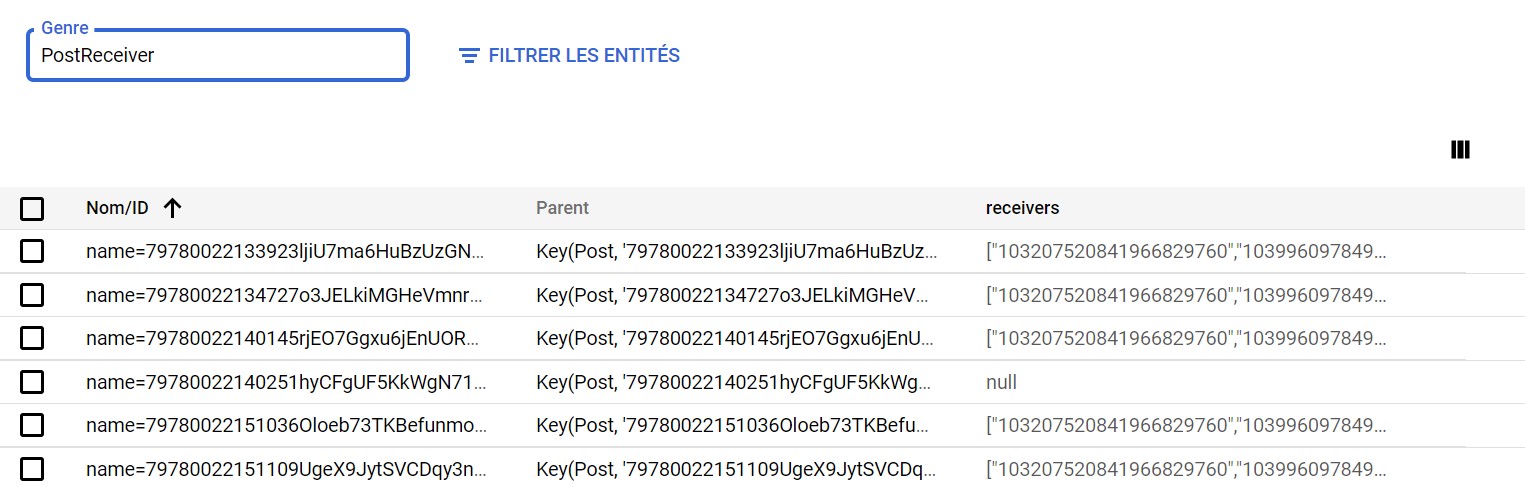 Genre
PostReceiver
FILTRER LES ENTITÉS
Nom/ID Parent receivers
name=79780022133923ljiU7ma6HuBzUzGN... Key(Post, '79780022133923ljiU7ma6HuBzUz... ["103207520841966829760","103996097849...
name=79780022134727o3JELkiMGHeVmnr... Key(Post, '79780022134727o3JELkiMGHeV... ["103207520841966829760","103996097849...
name=79780022140145rjEO7Ggxu6jEnUOR... Key(Post, '79780022140145rjEO7Ggxu6jEnU... ["103207520841966829760","103996097849...
name=79780022140251hyCFgUF5KkWgN71... Key(Post, '79780022140251hyCFgUF5KkWg... null
name=79780022151036Oloeb73TKBefunmo... Key(Post, '79780022151036Oloeb73TKBefu... ["103207520841966829760","103996097849...
name=79780022151109UgeX9JytSVCDqy3n... Key(Post, '79780022151109UgeX9JytSVCDq... ["103207520841966829760","103996097849...